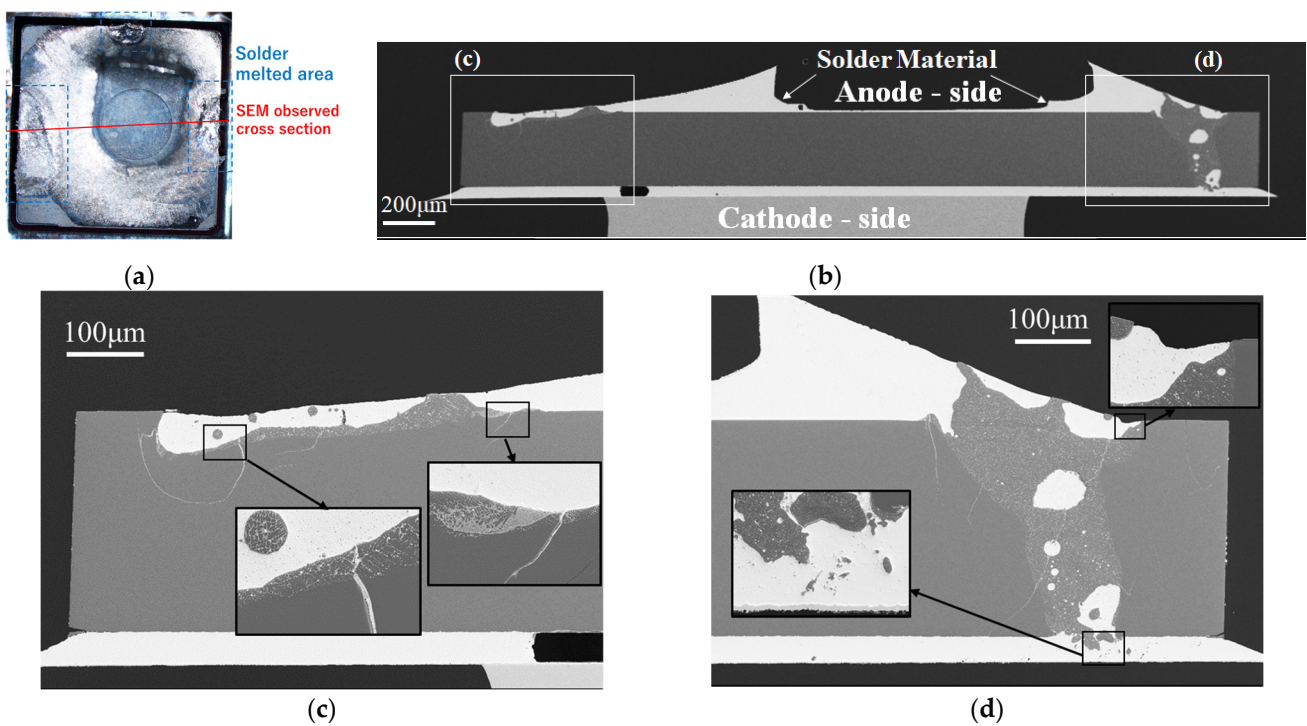 Solder
melted area
SEM observed
cross section
(a)
(c)
Solder Material
(d)
Anode - side
200μm
Cathode - side
(b)
100μm
(c)
100μm
(d)